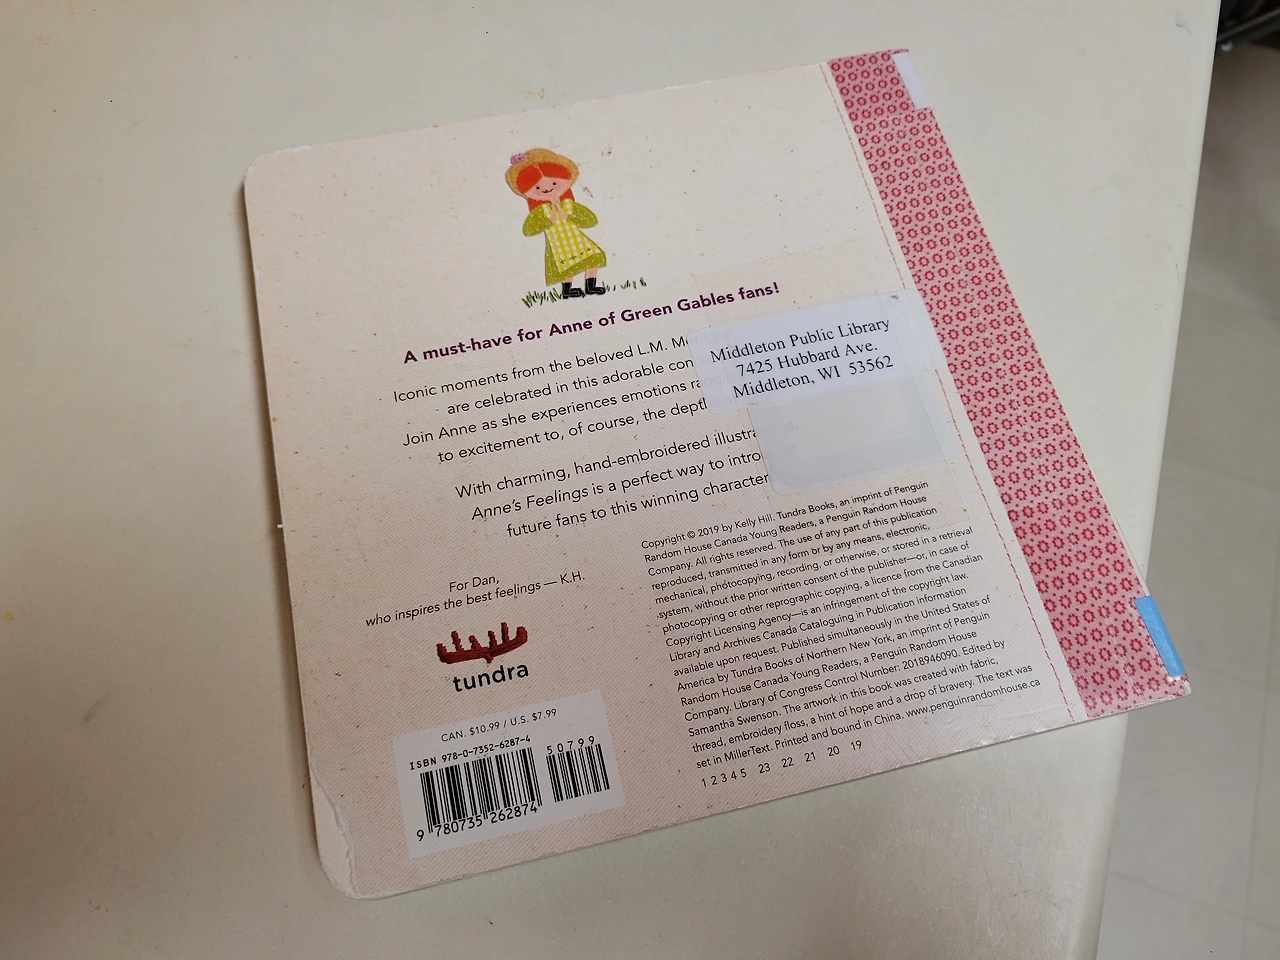 A must-have for Anne of Green Gables fans!
Iconic moments from the beloved L.M.
are celebrated in this adorable
Join Anne as she experiences emotions
to excitement to, of course, the
With charming, hand-embroidered
Anne's Feelings is a perfect way to
future fans to this winning character
Middleton Public Library
7425 Hubbard Ave.
Middleton, WI 53562
For Dan,
who inspires the best feelings — K.H.
tundra
CAN. $10.99 / U.S. $7.99
ISBN 978-0-7352-6287-4
50799
9 780735 262874
Copyright © 2019 by Kelly Hill. Tundra Books, an imprint of Penguin
Random House Canada Young Readers, a Penguin Random House
Company. All rights reserved. The use of any part of this publication
reproduced, transmitted in any form or by any means, electronic,
mechanical, photocopying, recording, or otherwise, or stored in a retrieval
system, without the prior written consent of the publisher—or, in case of
photocopying or other reprographic copying, a licence from the Canadian
Copyright Licensing Agency—is an infringement of the copyright law.
Library and Archives Canada Cataloguing in Publication information
available upon request. Published simultaneously in the United States of
America by Tundra Books of Northern New York, an imprint of Penguin
Random House Canada Young Readers, a Penguin Random House
Company. Library of Congress Control Number: 2018946090. Edited by
Samantha Swenson. The artwork in this book was created with fabric,
thread, embroidery floss, a hint of hope and a drop of bravery. The text was
set in MillerText. Printed and bound in China. www.penguinrandomhouse.ca
1 2 3 4 5 23 22 21 20 19